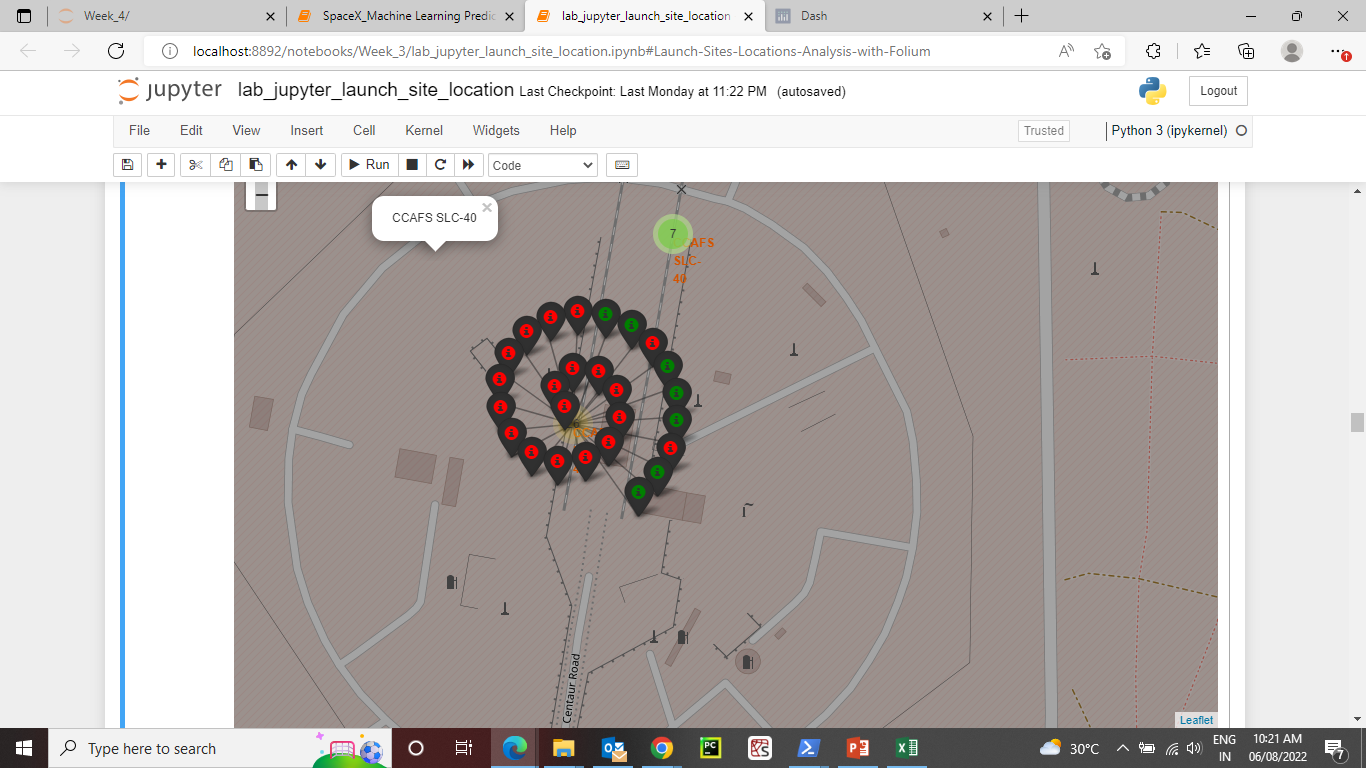 Week_4/
SpaceX_Machine Learning Predic
lab_jupyter_launch_site_location
Dash
localhost:8892/notebooks/Week_3/lab_jupyter_launch_site_location.ipynb#Launch-Sites-Locations-Analysis-with-Folium
jupyter lab_jupyter_launch_site_location Last Checkpoint: Last Monday at 11:22 PM (autosaved)
Logout
File Edit View Insert Cell Kernel Widgets Help
Trusted
Python 3 (ipykernel)
Run
Code
CCAFS SLC-40
7
AFS
SLC-
40
Centaur Road
Leaflet
Type here to search
30°C
ENG
IN
10:21 AM
06/08/2022
7